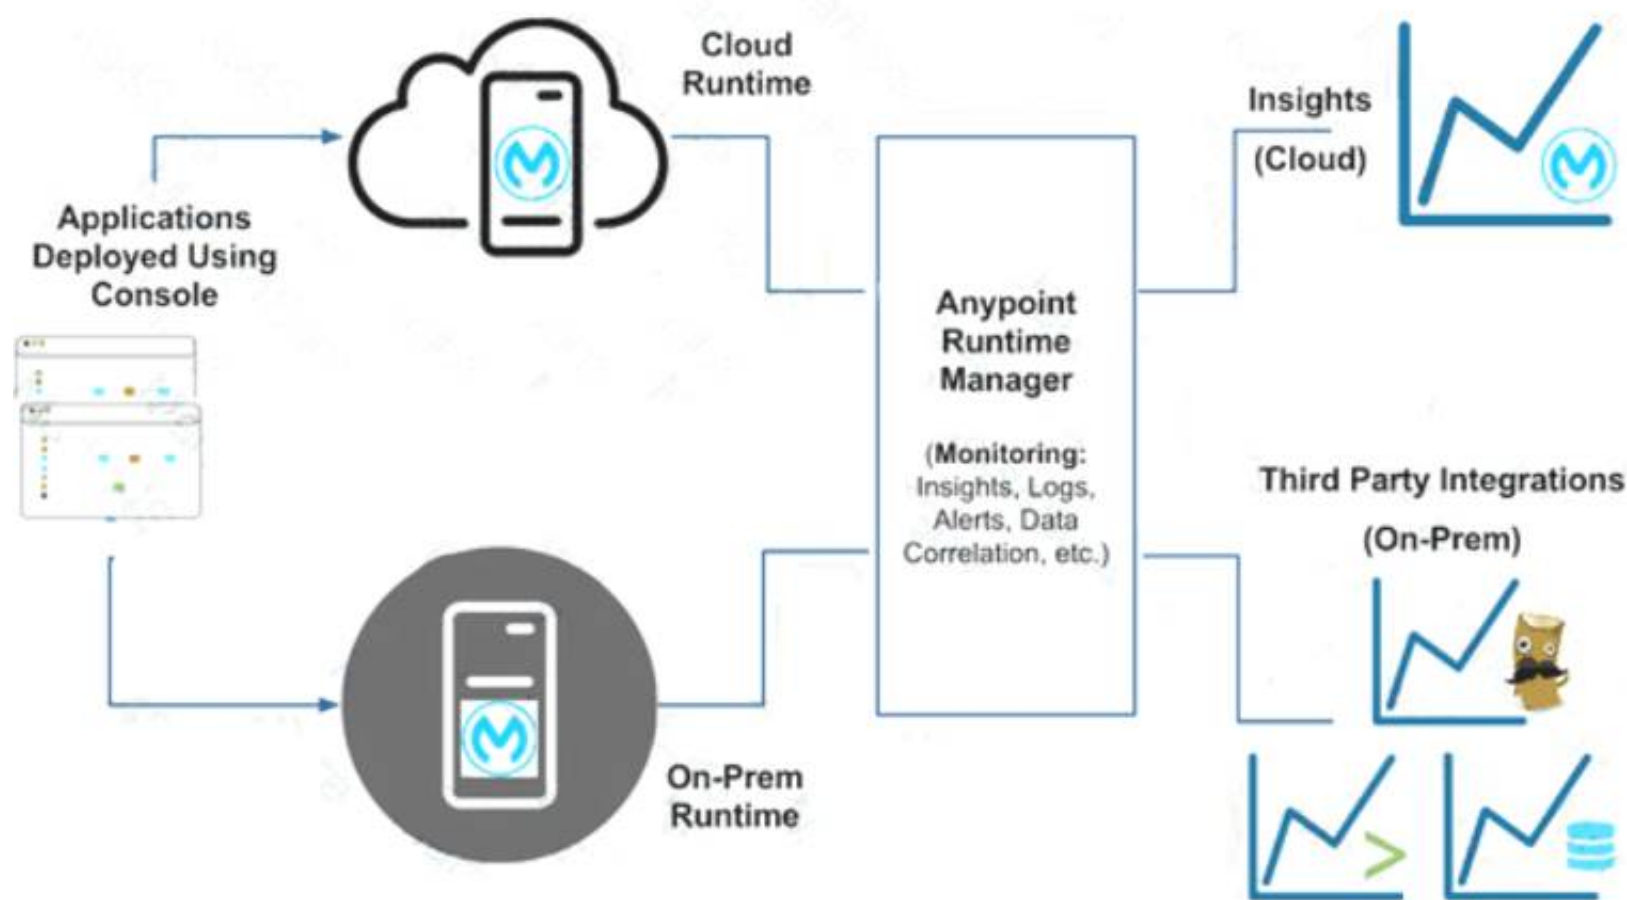 Cloud
Runtime
Insights
(Cloud)
Applications
Deployed Using
Console
Anypoint
Runtime
Manager
(Monitoring:
Insights, Logs,
Alerts, Data
Correlation, etc.)
Third Party Integrations
(On-Prem)
On-Prem
Runtime